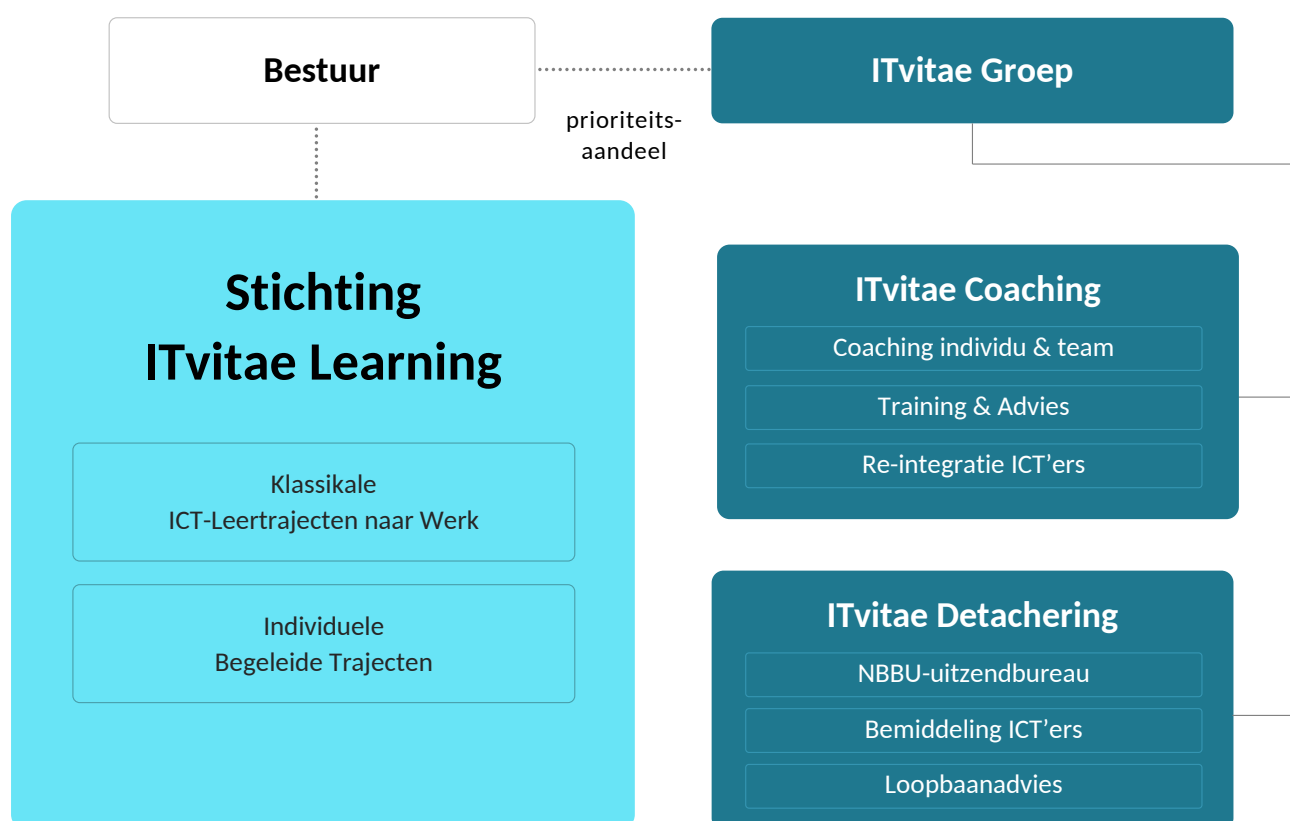 Bestuur
ITvitae Groep
prioriteits-
aandeel
Stichting
ITvitae Learning
Klassikale
ICT-Leertrajecten naar Werk
Individuele
Begeleide Trajecten
ITvitae Coaching
Coaching individu & team
Training & Advies
Re-integratie ICT’ers
ITvitae Detachering
NBBU-uitzendbureau
Bemiddeling ICT’ers
Loopbaanadvies